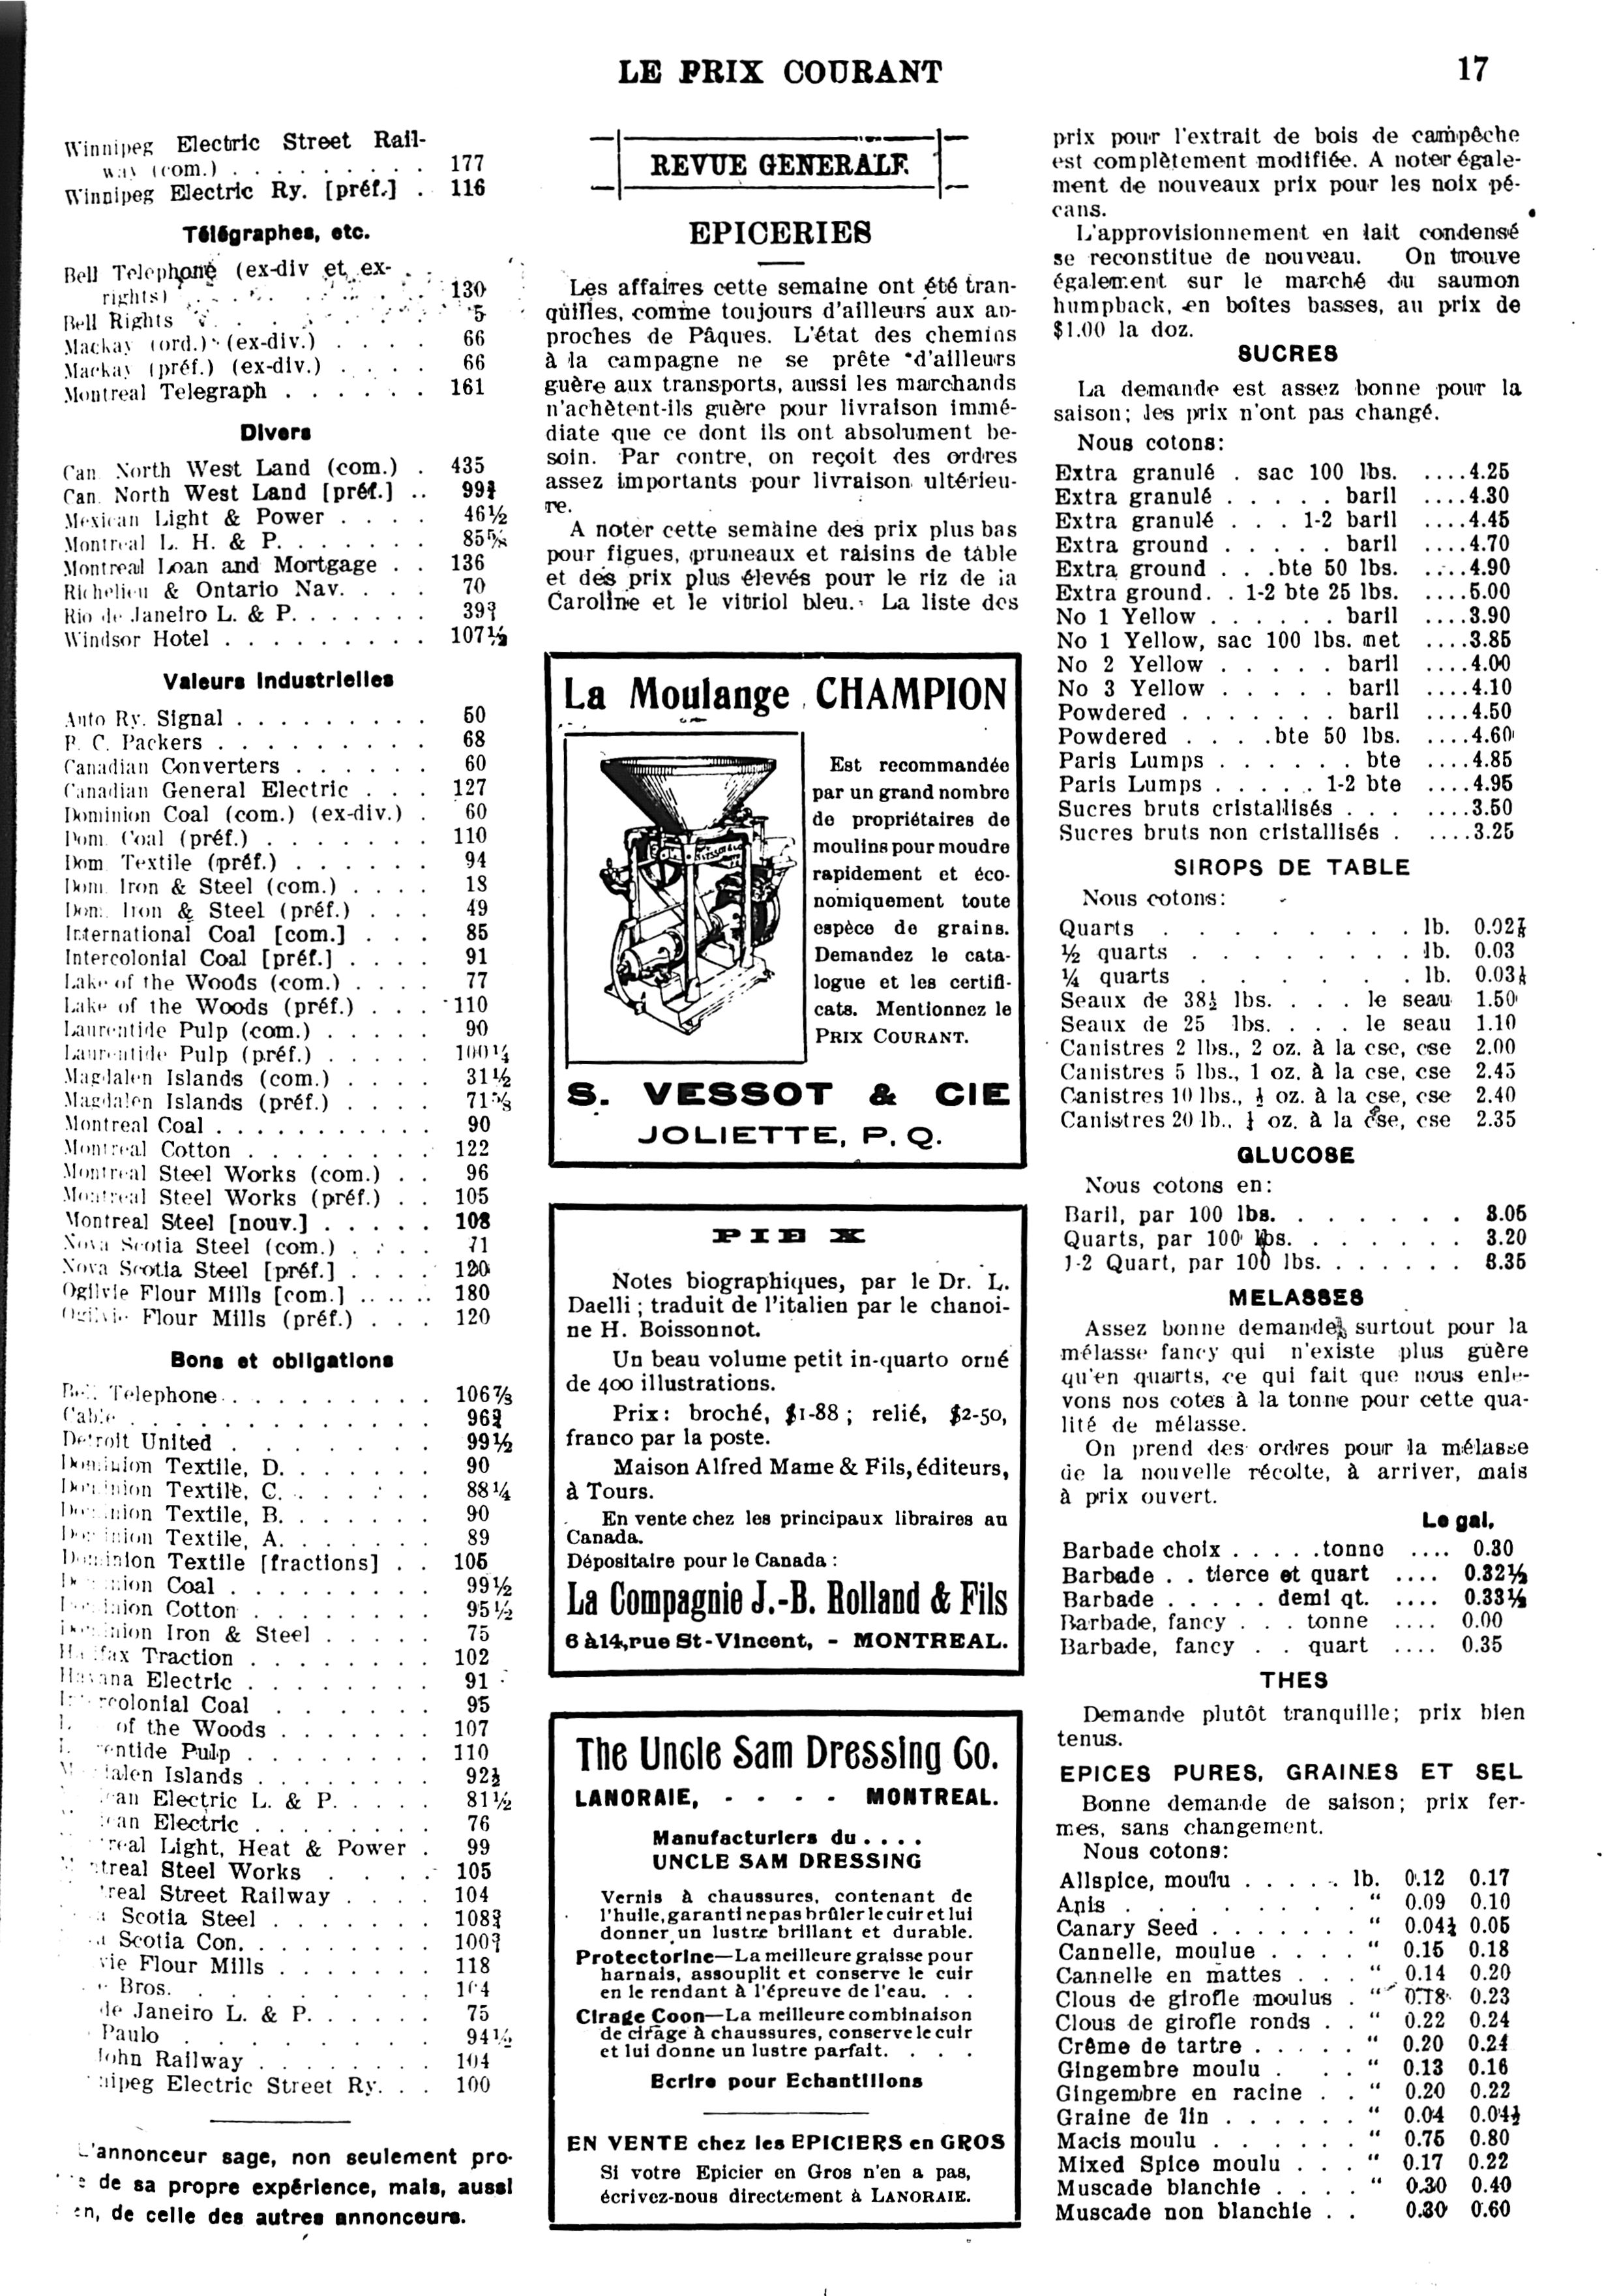 LE PRIX COURANT
17
Winnipeg Electric Street Rail-
way (com.) . . . . . . . . . 177
Winnipeg Electric Ry. [préf.] . 116
Télégraphes, etc.
Bell Telephone (ex-div et ex-
rights) . . . . . . . . 130
Bell Rights . . . . . . . 5
Mackay (ord.) (ex-div.) . . . . 66
Mackay (préf.) (ex-div.) . . . . 66
Montreal Telegraph . . . . . . 161
Divers
Can North West Land (com.) . 435
Can. North West Land [préf.] .. 99¾
Mexican Light & Power . . . . 46½
Montreal L. H. & P. . . . . . . 85⅝
Montreal Loan and Mortgage . . 136
Richelieu & Ontario Nav. . . . 70
Rio de Janeiro L. & P. . . . . . . 39¾
Windsor Hotel . . . . . . . . . 107½
Valeurs Industrielles
Auto Ry. Signal . . . . . . . . . 50
B. C. Packers . . . . . . . . . 68
Canadian Converters . . . . . . 60
Canadian General Electric . . . 127
Dominion Coal (com.) (ex-div.) . 60
Dom. Coal (préf.) . . . . . . . 110
Dom Textile (préf.) . . . . . . 94
Dom. Iron & Steel (com.) . . . . 18
Dom. Iron & Steel (préf.) . . . 49
International Coal [com.] . . . 85
Intercolonial Coal [préf.] . . . . 91
Lake of the Woods (com.) . . . . 77
Lake of the Woods (préf.) . . . 110
Laurentide Pulp (com.) . . . . . 90
Laurentide Pulp (préf.) . . . . . 100¼
Magdalen Islands (com.) . . . . 31½
Magdalen Islands (préf.) . . . . 71⅝
Montreal Coal . . . . . . . . . . 90
Montreal Cotton . . . . . . . . 122
Montreal Steel Works (com.) . . 96
Montreal Steel Works (préf.) . . 105
Montreal Steel [nouv.] . . . . . 108
Nova Scotia Steel (com.) . . . . 71
Nova Scotia Steel [préf.] . . . . 120
Ogilvie Flour Mills [com.] .. .. .. 180
Ogilvie Flour Mills (préf.) . . . 120
Bons et obligations
Bell Telephone . . . . . . . . . 106⅞
Cable . . . . . . . . . . . . . 96¾
Detroit United . . . . . . . . 99½
Dominion Textile, D. . . . . . . 90
Dominion Textile, C. . . . . . . 88¼
Dominion Textile, B. . . . . . . 90
Dominion Textile, A. . . . . . . 89
Dominion Textile [fractions] . . 105
Dominion Coal . . . . . . . . . 99½
Dominion Cotton . . . . . . . . 95½
Dominion Iron & Steel . . . . . 75
Halifax Traction . . . . . . . . 102
Havana Electric . . . . . . . . 91
Intercolonial Coal . . . . . . 95
of the Woods . . . . . . . 107
entide Pulp . . . . . . . . 110
alen Islands . . . . . . . . 92½
an Electric L. & P. . . . . 81½
an Electric . . . . . . . . 76
real Light, Heat & Power . 99
treal Steel Works . . . . 105
real Street Railway . . . . 104
Scotia Steel . . . . . . . 108¾
Scotia Con. . . . . . . . . 100¾
vie Flour Mills . . . . . . . 118
Bros. . . . . . . . . . . . 104
de Janeiro L. & P. . . . . . 75
Paulo . . . . . . . . . . 94½
John Railway . . . . . . . . 104
nipeg Electric Street Ry. . . 100
L'annonceur sage, non seulement pro-
de sa propre expérience, mais, aussi
en, de celle des autres annonceurs.
REVUE GENERALE
EPICERIES
Les affaires cette semaine ont été tran-
quilles, comme toujours d'ailleurs aux ap-
proches de Pâques. L'état des chemins
à la campagne ne se prête d'ailleurs
guère aux transports, aussi les marchands
n'achètent-ils guère pour livraison immé-
diate que ce dont ils ont absolument be-
soin. Par contre, on reçoit des ordres
assez importants pour livraison ultérieu-
re.
A noter cette semaine des prix plus bas
pour figues, pruneaux et raisins de table
et des prix plus élevés pour le riz de la
Caroline et le vitriol bleu. La liste des
La Moulange CHAMPION
Est recommandée
par un grand nombre
de propriétaires de
moulins pour moudre
rapidement et éco-
nomiquement toute
espèce de grains.
Demandez le cata-
logue et les certifi-
cats. Mentionnez le
PRIX COURANT.
S. VESSOT & CIE
JOLIETTE, P. Q.
PIE X
Notes biographiques, par le Dr. L.
Daelli ; traduit de l'italien par le chanoi-
ne H. Boissonnot.
Un beau volume petit in-quarto orné
de 400 illustrations.
Prix: broché, $1-88 ; relié, $2-50,
franco par la poste.
Maison Alfred Mame & Fils, éditeurs,
à Tours.
En vente chez les principaux libraires au
Canada.
Dépositaire pour le Canada :
La Compagnie J.-B. Rolland & Fils
6 à 14, rue St-Vincent, - MONTREAL.
The Uncle Sam Dressing Co.
LANORAIE, - - - - MONTREAL.
Manufacturiers du . . . .
UNCLE SAM DRESSING
Vernis à chaussures, contenant de
l'huile, garanti ne pas brûler le cuir et lui
donner un lustre brillant et durable.
Protectorine—La meilleure graisse pour
harnais, assouplit et conserve le cuir
en le rendant à l'épreuve de l'eau. . .
Cirage Coon—La meilleure combinaison
de cirage à chaussures, conserve le cuir
et lui donne un lustre parfait. . . .
Ecrire pour Echantillons
EN VENTE chez les EPICIERS en GROS
Si votre Epicier en Gros n'en a pas,
écrivez-nous directement à LANORAIE.
prix pour l'extrait de bois de campêche
est complètement modifiée. A noter égale-
ment de nouveaux prix pour les noix pé-
cans.
L'approvisionnement en lait condensé
se reconstitue de nouveau. On trouve
également sur le marché du saumon
humpback, en boîtes basses, au prix de
$1.00 la doz.
SUCRES
La demande est assez bonne pour la
saison; les prix n'ont pas changé.
Nous cotons:
Extra granulé . sac 100 lbs. ....4.25
Extra granulé . . . . . baril ....4.30
Extra granulé . . . 1-2 baril ....4.45
Extra ground . . . . . baril ....4.70
Extra ground . . .bte 50 lbs. ....4.90
Extra ground. . 1-2 bte 25 lbs. ....5.00
No 1 Yellow . . . . . . baril ....3.90
No 1 Yellow, sac 100 lbs. net ....3.85
No 2 Yellow . . . . . baril ....4.00
No 3 Yellow . . . . . baril ....4.10
Powdered . . . . . . . baril ....4.50
Powdered . . . .bte 50 lbs. ....4.60
Paris Lumps . . . . . . bte ....4.85
Paris Lumps . . . . . 1-2 bte ....4.95
Sucres bruts cristallisés . . . ....3.50
Sucres bruts non cristallisés . ....3.25
SIROPS DE TABLE
Nous cotons:
Quarts . . . . . . . . . lb. 0.02¾
½ quarts . . . . . . . . lb. 0.03
¼ quarts . . . . . . . lb. 0.03¼
Seaux de 38½ lbs. . . . le seau 1.50
Seaux de 25 lbs. . . . le seau 1.10
Canistres 2 lbs., 2 oz. à la cse, cse 2.00
Canistres 5 lbs., 1 oz. à la cse, cse 2.45
Canistres 10 lbs., ½ oz. à la cse, cse 2.40
Canistres 20 lb., ¼ oz. à la cse, cse 2.35
GLUCOSE
Nous cotons en:
Baril, par 100 lbs. . . . . . . . 3.05
Quarts, par 100 lbs. . . . . . . . 3.20
1-2 Quart, par 100 lbs. . . . . . . 3.35
MELASSES
Assez bonne demande, surtout pour la
mélasse fancy qui n'existe plus guère
qu'en quarts, ce qui fait que nous enle-
vons nos cotes à la tonne pour cette qua-
lité de mélasse.
On prend des ordres pour la mélasse
de la nouvelle récolte, à arriver, mais
à prix ouvert.
Le gal.
Barbade choix . . . . .tonne .... 0.30
Barbade . . tierce et quart .... 0.32½
Barbade . . . . . demi qt. .... 0.33½
Barbade, fancy . . . tonne .... 0.00
Barbade, fancy . . quart .... 0.35
THES
Demande plutôt tranquille; prix bien
tenus.
EPICES PURES, GRAINES ET SEL
Bonne demande de saison; prix fer-
mes, sans changement.
Nous cotons:
Allspice, moulu . . . . . lb. 0.12 0.17
Anis . . . . . . . . . “ 0.09 0.10
Canary Seed . . . . . . . “ 0.04½ 0.05
Cannelle, moulue . . . . “ 0.15 0.18
Cannelle en mattes . . . “ 0.14 0.20
Clous de girofle moulus . “ 0.18 0.23
Clous de girofle ronds . . “ 0.22 0.24
Crême de tartre . . . . . “ 0.20 0.24
Gingembre moulu . . . “ 0.13 0.16
Gingembre en racine . . “ 0.20 0.22
Graine de lin . . . . . . “ 0.04 0.04½
Macis moulu . . . . . . “ 0.75 0.80
Mixed Spice moulu . . . “ 0.17 0.22
Muscade blanchie . . . . “ 0.30 0.40
Muscade non blanchie . . 0.30 0.60